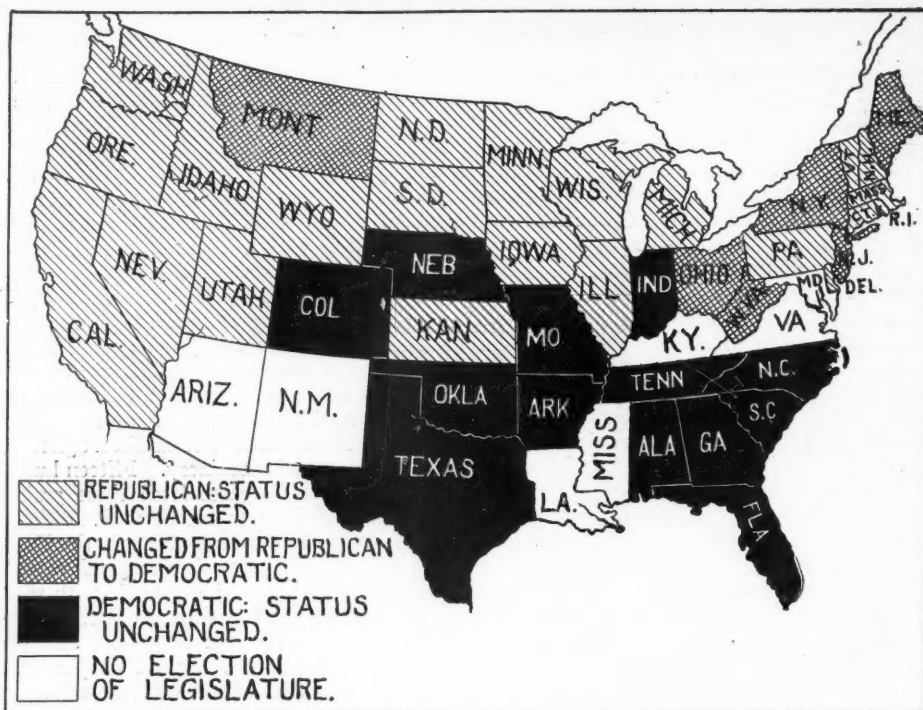 WASH
MONT
N.D.
MINN
ME.
ORE.
IDAHO
WYO
S.D.
WIS.
MICH
N.Y.
VT
N.H.
MASS
CT.
R.I.
NEV.
UTAH
COL
NEB
IOWA
ILL
IND
OHIO
PA
N.J.
MD
DEL.
CAL.
KAN
MO.
W.VA
KY.
VA
ARIZ.
N.M.
OKLA
ARK
TENN
N.C.
S.C
TEXAS
LA.
MISS
ALA
GA
FLA
REPUBLICAN: STATUS
UNCHANGED.
CHANGED FROM REPUBLICAN
TO DEMOCRATIC.
DEMOCRATIC: STATUS
UNCHANGED.
NO ELECTION
OF LEGISLATURE.